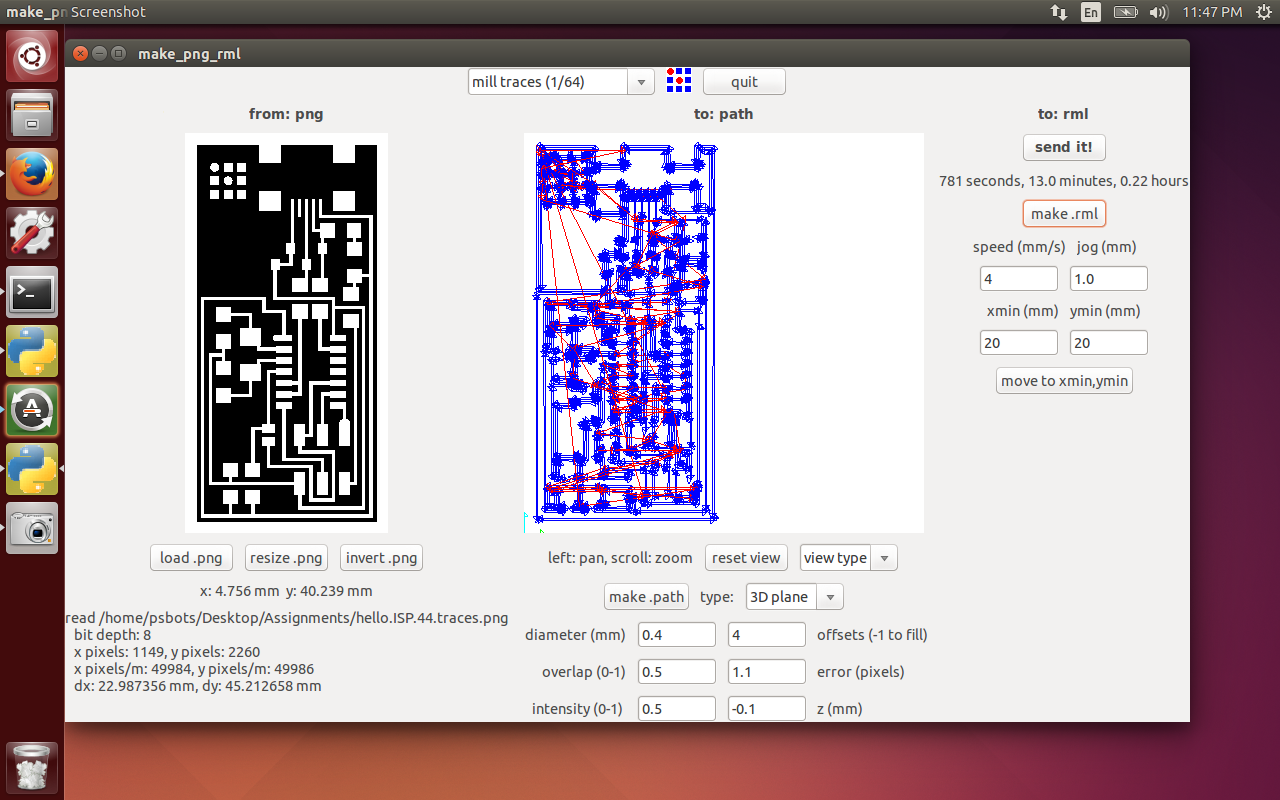 make_pn Screenshot
En
11:47 PM
make_png_rml
mill traces (1/64)
quit
from: png
to: path
to: rml
send it!
781 seconds, 13.0 minutes, 0.22 hours
make .rml
speed (mm/s) jog (mm)
4 1.0
xmin (mm) ymin (mm)
20 20
move to xmin,ymin
load .png resize .png invert .png
x: 4.756 mm y: 40.239 mm
read /home/psbots/Desktop/Assignments/hello.ISP.44.traces.png
bit depth: 8
x pixels: 1149, y pixels: 2260
x pixels/m: 49984, y pixels/m: 49986
dx: 22.987356 mm, dy: 45.212658 mm
left: pan, scroll: zoom reset view view type
make .path type: 3D plane
diameter (mm) 0.4 4 offsets (-1 to fill)
overlap (0-1) 0.5 1.1 error (pixels)
intensity (0-1) 0.5 -0.1 z (mm)